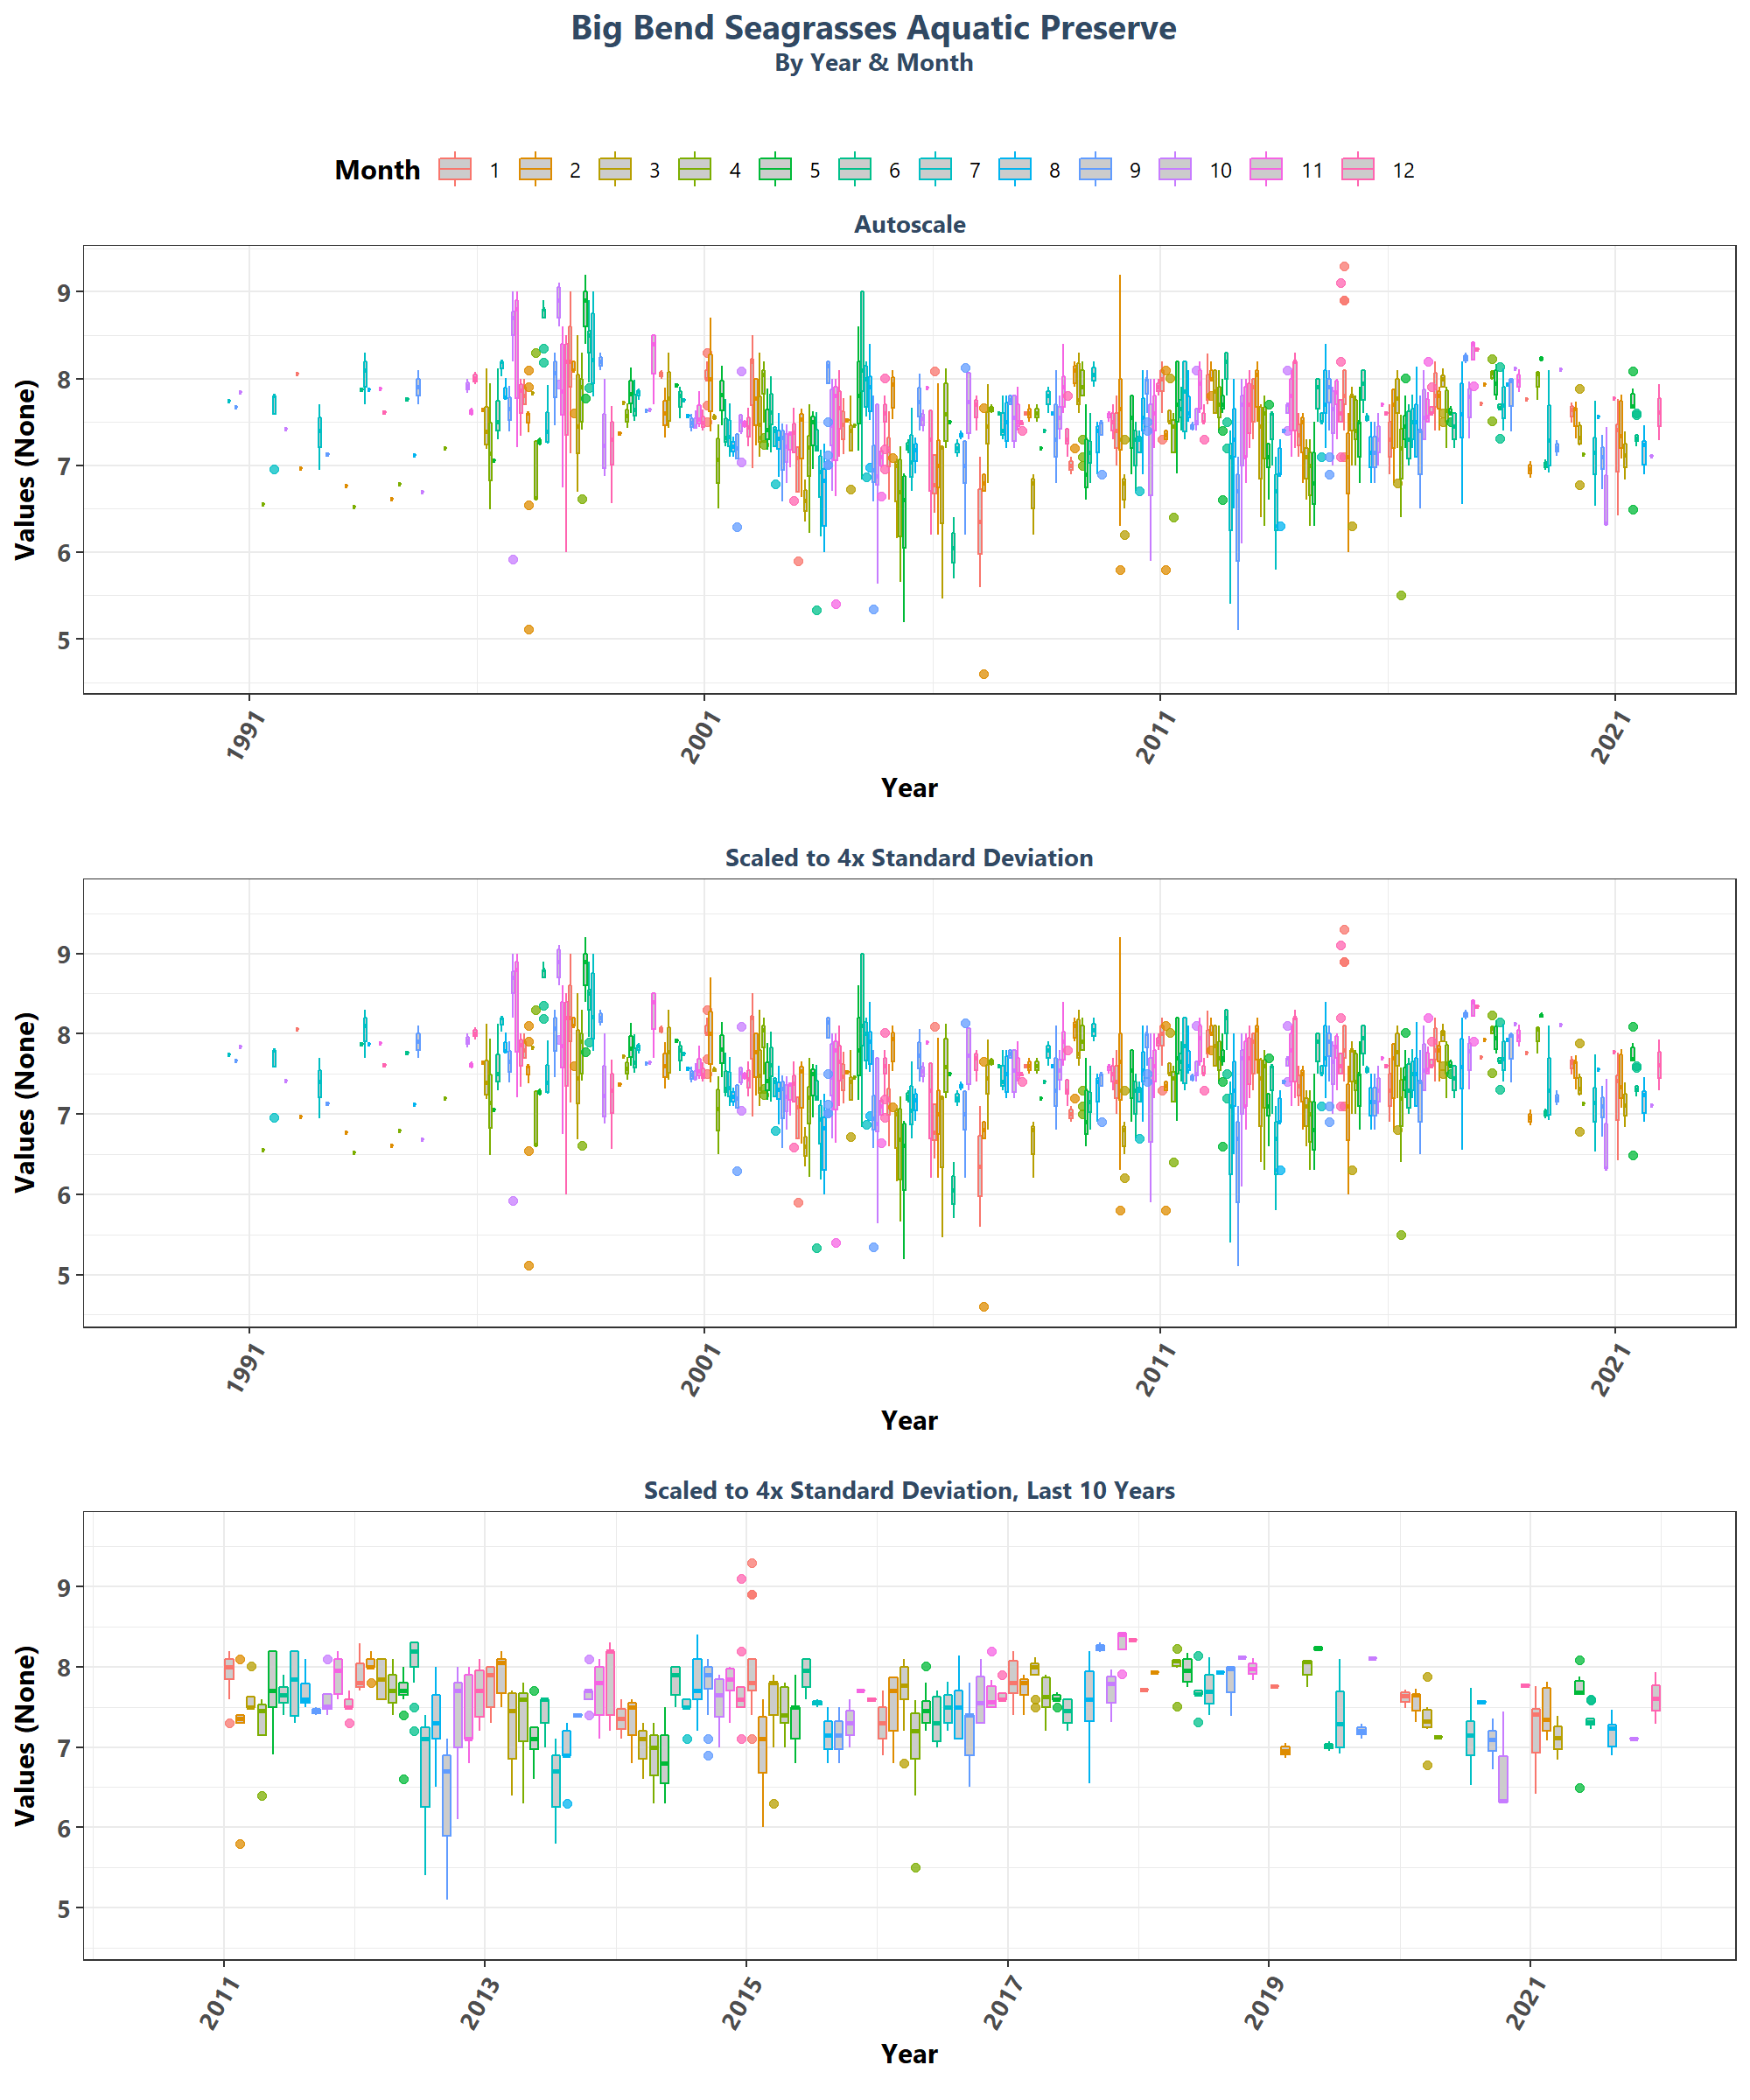 Big Bend Seagrasses Aquatic Preserve
By Year & Month
Month 1 2 3 4 5 6 7 8 9 10 11 12
Autoscale
Values (None)
9
8
7
6
5
1991 2001 2011 2021
Year
Scaled to 4x Standard Deviation
Values (None)
9
8
7
6
5
1991 2001 2011 2021
Year
Scaled to 4x Standard Deviation, Last 10 Years
Values (None)
9
8
7
6
5
2011 2013 2015 2017 2019 2021
Year